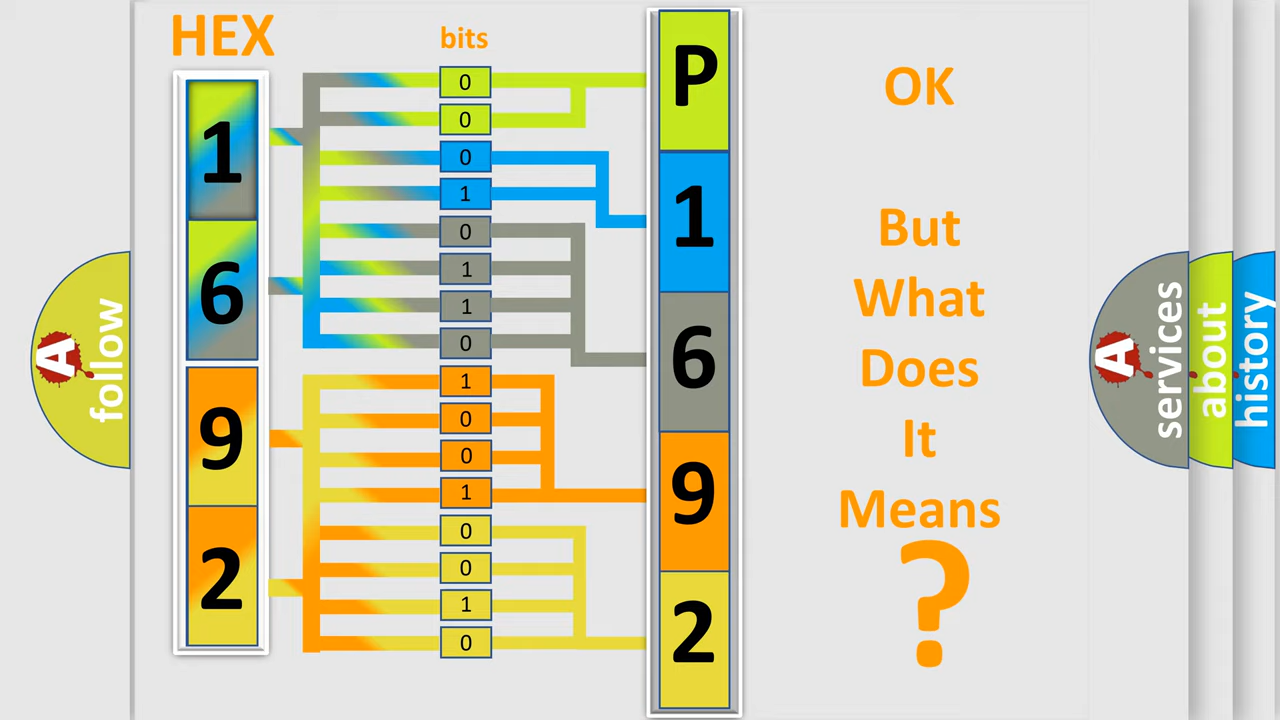 HEX
bits
1
6
9
2
0
0
0
1
0
1
1
0
1
0
0
1
0
0
1
0
P
1
6
9
2
OK
But
What
Does
It
Means
?
A
follow
A
services
about
history